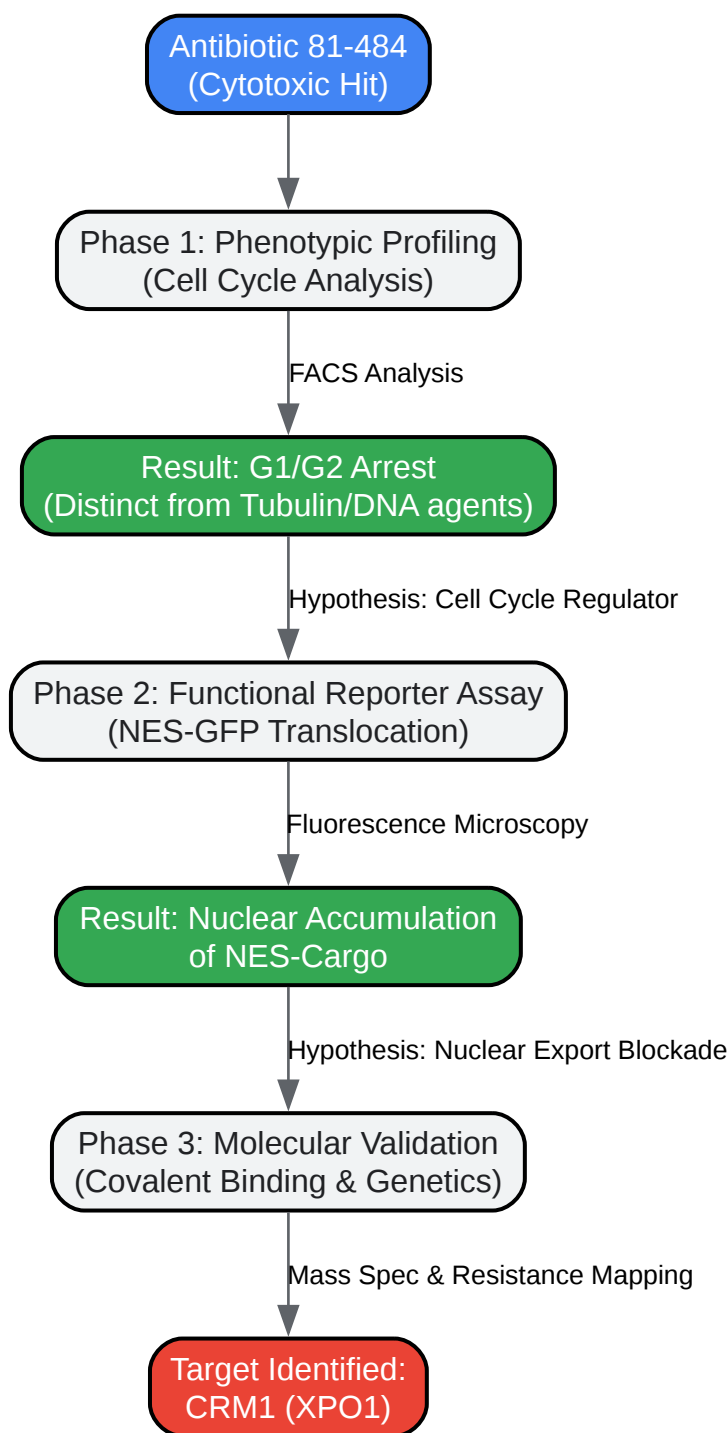 Antibiotic 81-484
(Cytotoxic Hit)
Phase 1: Phenotypic Profiling
(Cell Cycle Analysis)
FACS Analysis
Result: G1/G2 Arrest
(Distinct from Tubulin/DNA agents)
Hypothesis: Cell Cycle Regulator
Phase 2: Functional Reporter Assay
(NES-GFP Translocation)
Fluorescence Microscopy
Result: Nuclear Accumulation
of NES-Cargo
Hypothesis: Nuclear Export Blockade
Phase 3: Molecular Validation
(Covalent Binding & Genetics)
Mass Spec & Resistance Mapping
Target Identified:
CRM1 (XPO1)